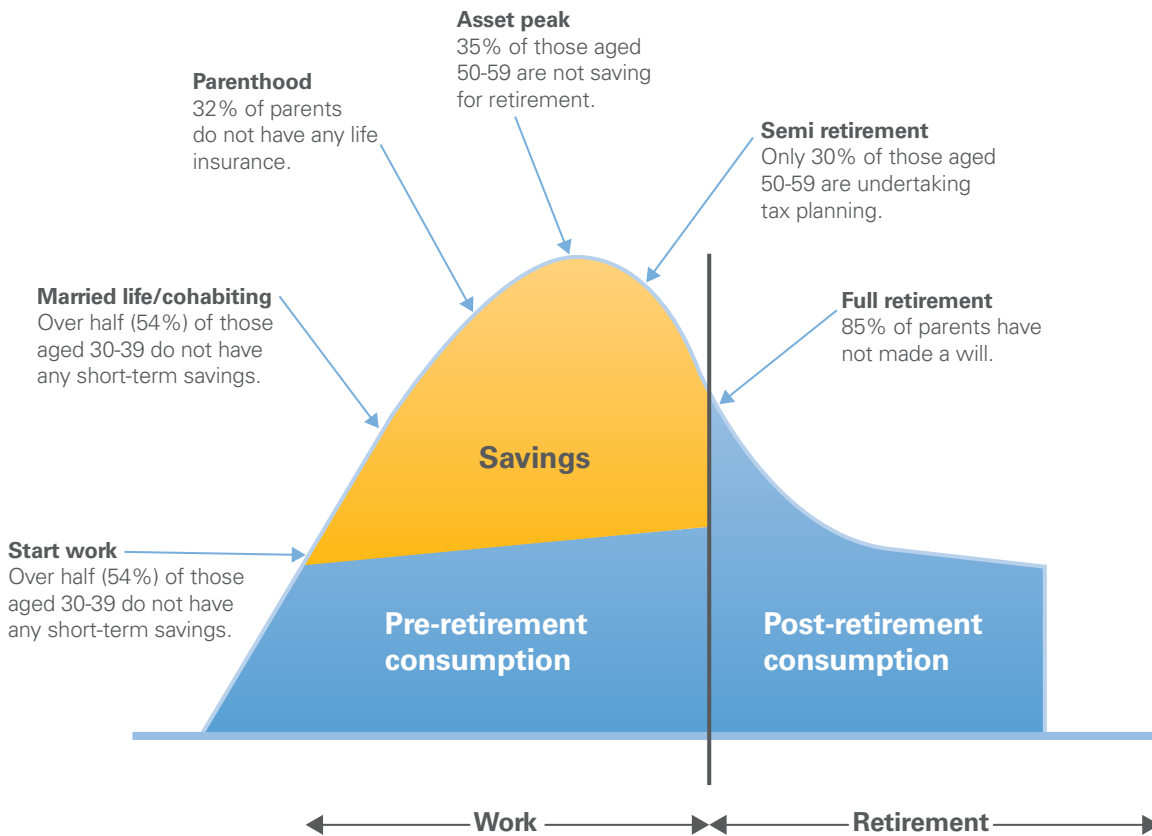 Asset peak
35% of those aged
50-59 are not saving
for retirement.
Parenthood
32% of parents
do not have any life
insurance.
Semi retirement
Only 30% of those aged
50-59 are undertaking
tax planning.
Married life/cohabiting
Over half (54%) of those
aged 30-39 do not have
any short-term savings.
Full retirement
85% of parents have
not made a will.
Savings
Start work
Over half (54%) of those
aged 30-39 do not have
any short-term savings.
Pre-retirement
consumption
Post-retirement
consumption
Work
Retirement